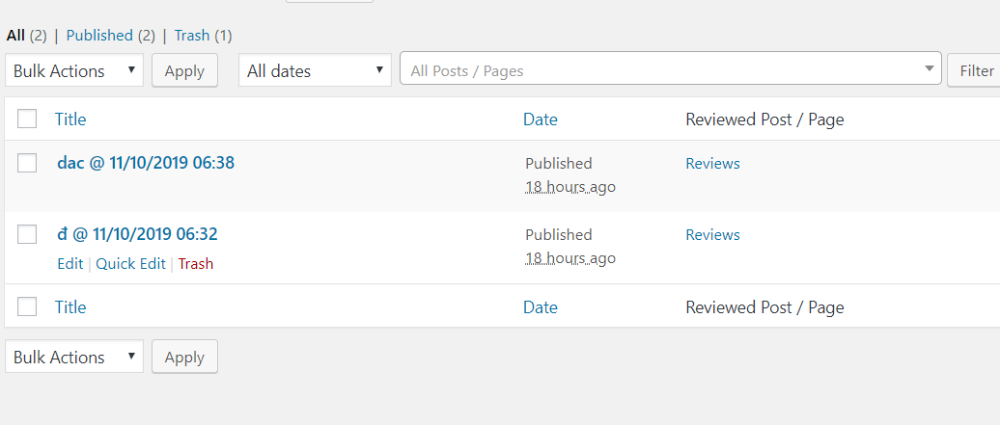 All (2) | Published (2) | Trash (1)
Bulk Actions Apply All dates All Posts / Pages Filter
Title Date Reviewed Post / Page
dac @ 11/10/2019 06:38 Published Reviews
18 hours ago
đ @ 11/10/2019 06:32 Published Reviews
Edit | Quick Edit | Trash 18 hours ago
Title Date Reviewed Post / Page
Bulk Actions Apply